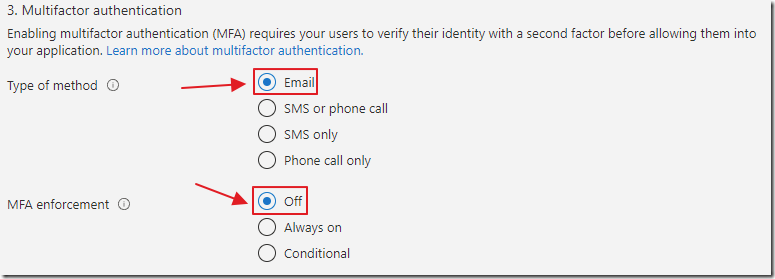 3. Multifactor authentication
Enabling multifactor authentication (MFA) requires your users to verify their identity with a second factor before allowing them into
your application. Learn more about multifactor authentication.
Type of method
Email
SMS or phone call
SMS only
Phone call only
MFA enforcement
Off
Always on
Conditional